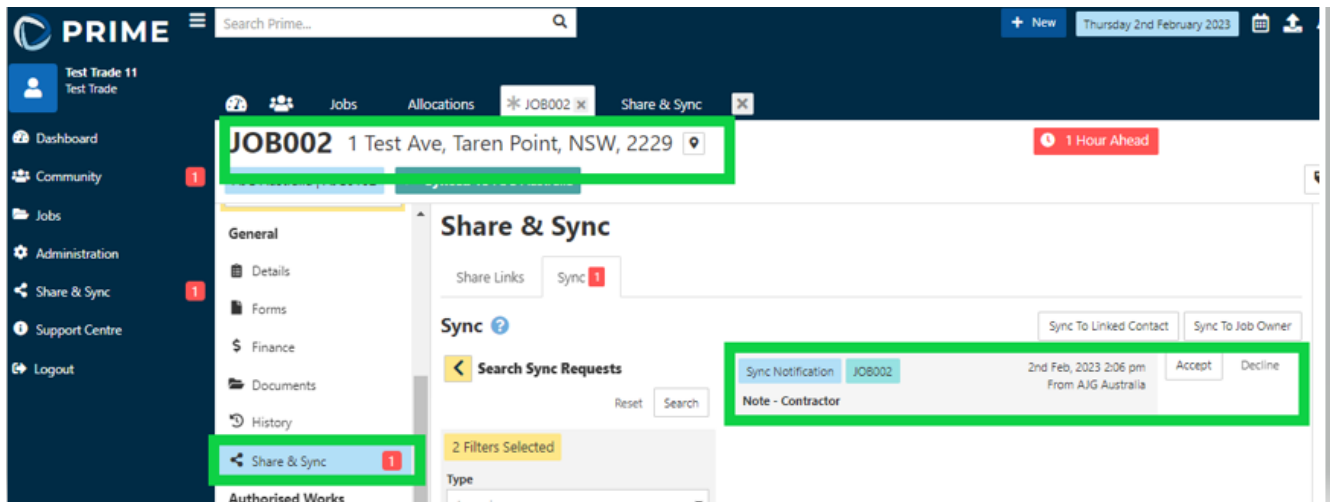 PRIME
Search Prime...
+ New
Thursday 2nd February 2023
Test Trade 11
Test Trade
Jobs
Allocations
JOB002 ×
Share & Sync
Dashboard
Community 1
Jobs
Administration
Share & Sync 1
Support Centre
Logout
JOB002 1 Test Ave, Taren Point, NSW, 2229
1 Hour Ahead
General
Details
Forms
Finance
Documents
History
Share & Sync 1
Authorised Works
Share & Sync
Share Links
Sync 1
Sync
Sync To Linked Contact
Sync To Job Owner
Search Sync Requests
Reset
Search
2 Filters Selected
Type
Sync Notification
JOB002
2nd Feb, 2023 2:06 pm
From AJG Australia
Accept
Decline
Note - Contractor